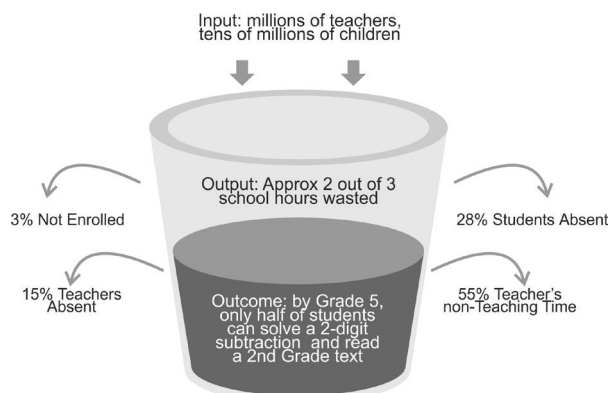 Input: millions of teachers,
tens of millions of children
Output: Approx 2 out of 3
school hours wasted
3% Not Enrolled
28% Students Absent
15% Teachers
Absent
55% Teacher's
non-Teaching Time
Outcome: by Grade 5,
only half of students
can solve a 2-digit
subtraction and read
a 2nd Grade text